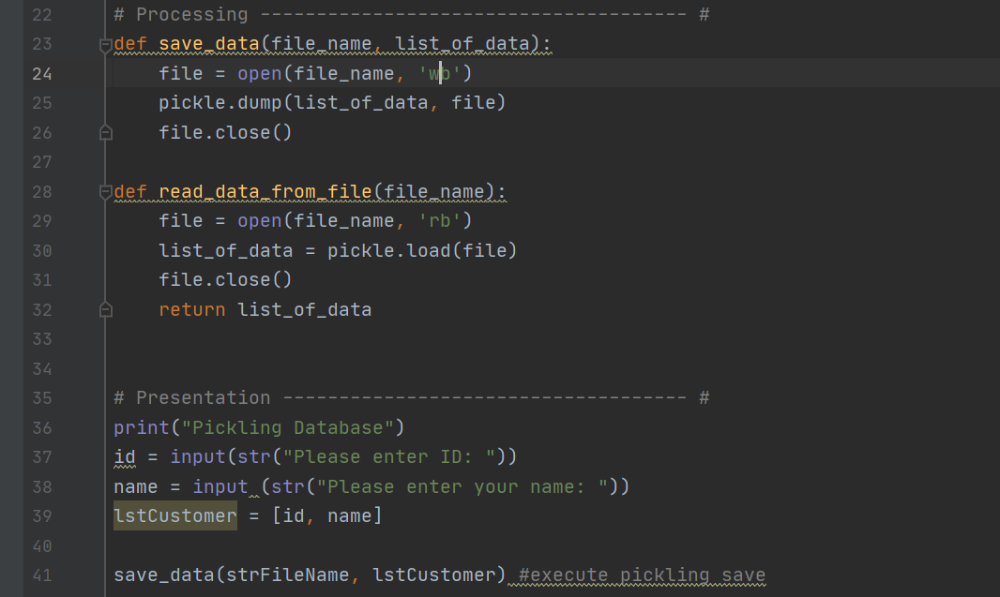 22 # Processing -------------------------------------- #
23 def save_data(file_name, list_of_data):
24     file = open(file_name, 'wb')
25     pickle.dump(list_of_data, file)
26     file.close()
27
28 def read_data_from_file(file_name):
29     file = open(file_name, 'rb')
30     list_of_data = pickle.load(file)
31     file.close()
32     return list_of_data
33
34
35 # Presentation ------------------------------------ #
36 print("Pickling Database")
37 id = input(str("Please enter ID: "))
38 name = input (str("Please enter your name: "))
39 lstCustomer = [id, name]
40
41 save_data(strFileName, lstCustomer) #execute pickling save